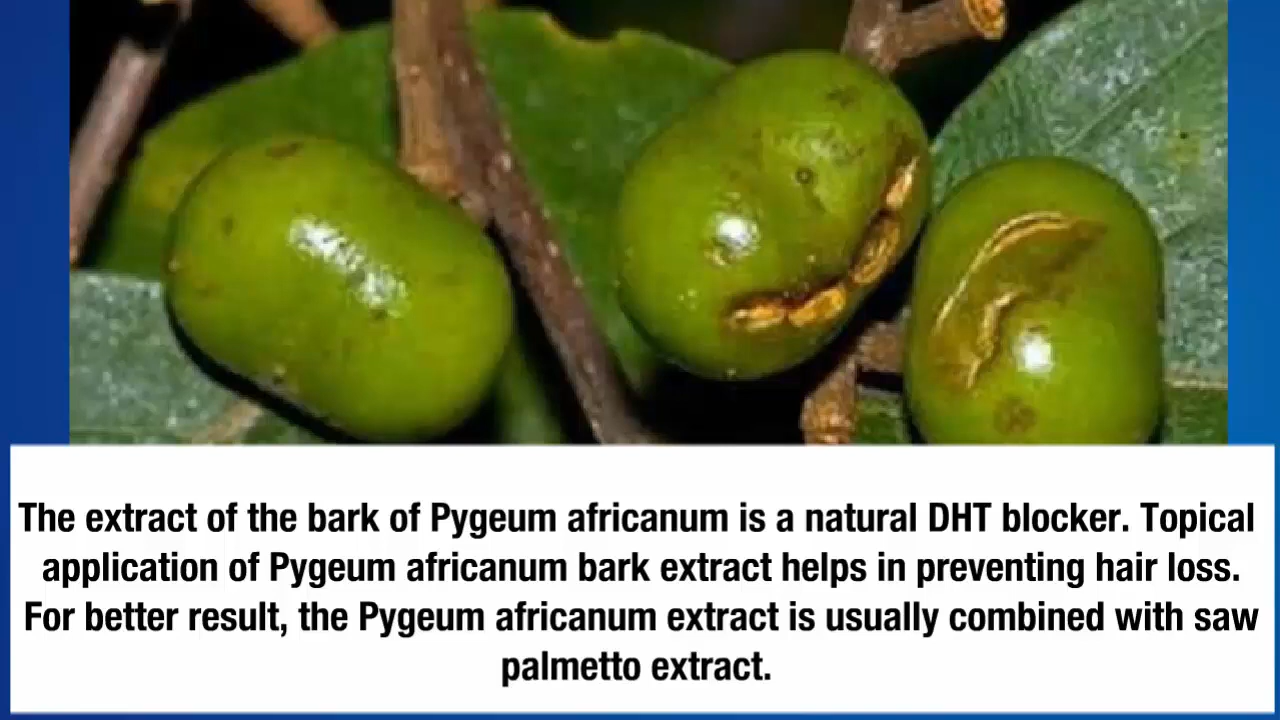 The extract of the bark of Pygeum africanum is a natural DHT blocker. Topical
application of Pygeum africanum bark extract helps in preventing hair loss.
For better result, the Pygeum africanum extract is usually combined with saw
palmetto extract.